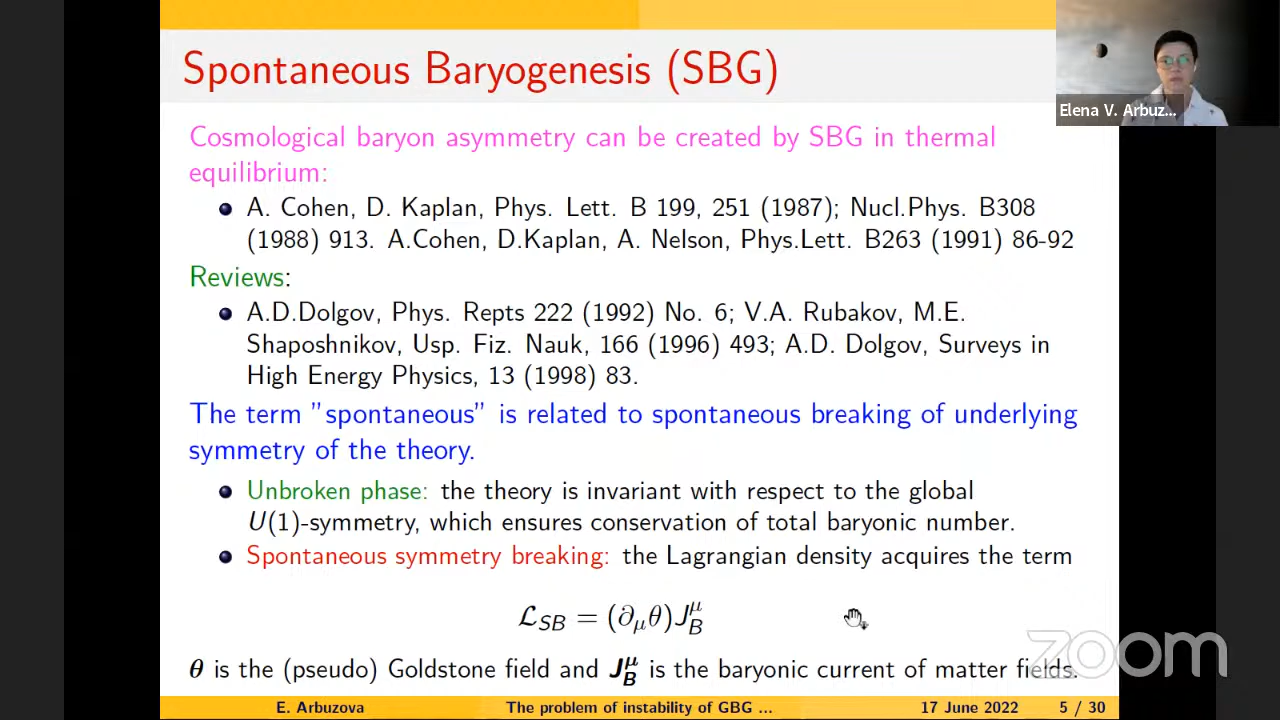 Spontaneous Baryogenesis (SBG)
Elena V. Arbuz...
Cosmological baryon asymmetry can be created by SBG in thermal
equilibrium:
A. Cohen, D. Kaplan, Phys. Lett. B 199, 251 (1987); Nucl.Phys. B308
(1988) 913. A.Cohen, D.Kaplan, A. Nelson, Phys.Lett. B263 (1991) 86-92
Reviews:
A.D.Dolgov, Phys. Repts 222 (1992) No. 6; V.A. Rubakov, M.E.
Shaposhnikov, Usp. Fiz. Nauk, 166 (1996) 493; A.D. Dolgov, Surveys in
High Energy Physics, 13 (1998) 83.
The term ”spontaneous” is related to spontaneous breaking of underlying
symmetry of the theory.
Unbroken phase: the theory is invariant with respect to the global
U(1)-symmetry, which ensures conservation of total baryonic number.
Spontaneous symmetry breaking: the Lagrangian density acquires the term
ℒ_SB = (∂_μθ)J_B^μ
θ is the (pseudo) Goldstone field and J_B^μ is the baryonic current of matter fields.
zoom
E. Arbuzova The problem of instability of GBG ... 17 June 2022 5 / 30